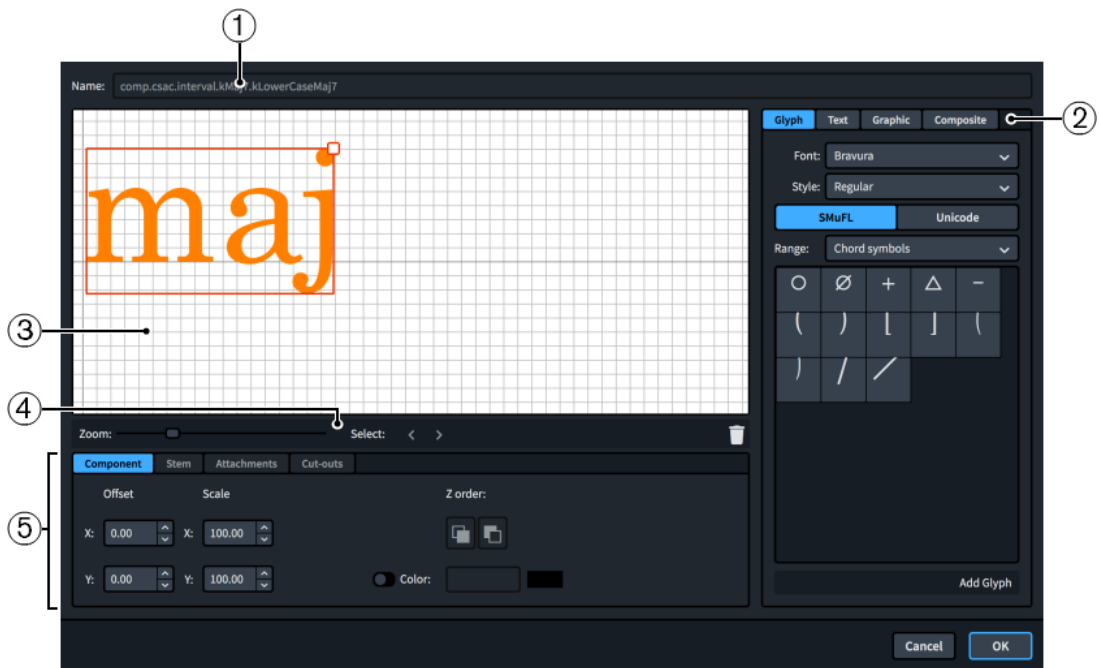 1
Name: comp.csac.interval.kMaj7.kLowerCaseMaj7
Glyph Text Graphic Composite
2
maj
Font: Bravura
Style: Regular
SMuFL Unicode
Range: Chord symbols
3
4
Zoom: Select: < >
Component Stem Attachments Cut-outs
Offset Scale Z order:
5
X: 0.00 X: 100.00
Y: 0.00 Y: 100.00 Color:
Add Glyph
Cancel OK